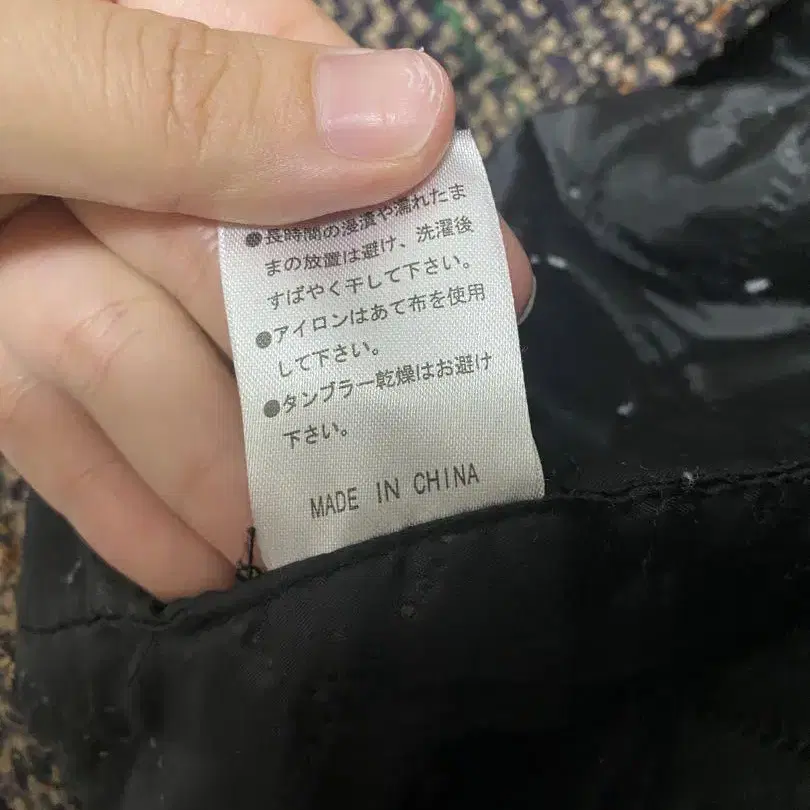 ●長時間の浸漬や濡れたま
まの放置は避け、洗濯後
すばやく干して下さい。
●アイロンはあて布を使用
して下さい。
●タンブラー乾燥はお避け
下さい。
MADE IN CHINA